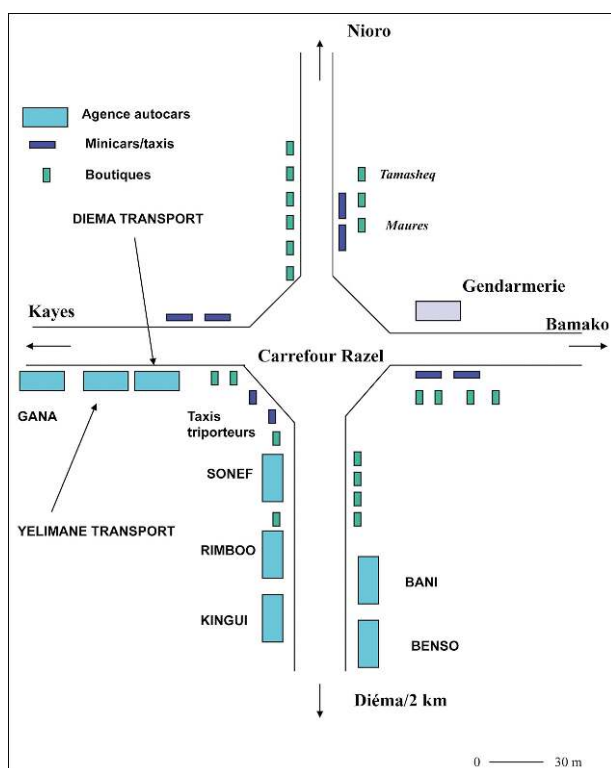 Nioro
Agence autocars
Minicars/taxis
Boutiques
Tamasheq
DIEMA TRANSPORT
Maures
Gendarmerie
Kayes
Bamako
Carrefour Razel
GANA
Taxis
triporteurs
SONEF
YELIMANE TRANSPORT
RIMBOO
BANI
KINGUI
BENSO
Diéma/2 km
0 30 m